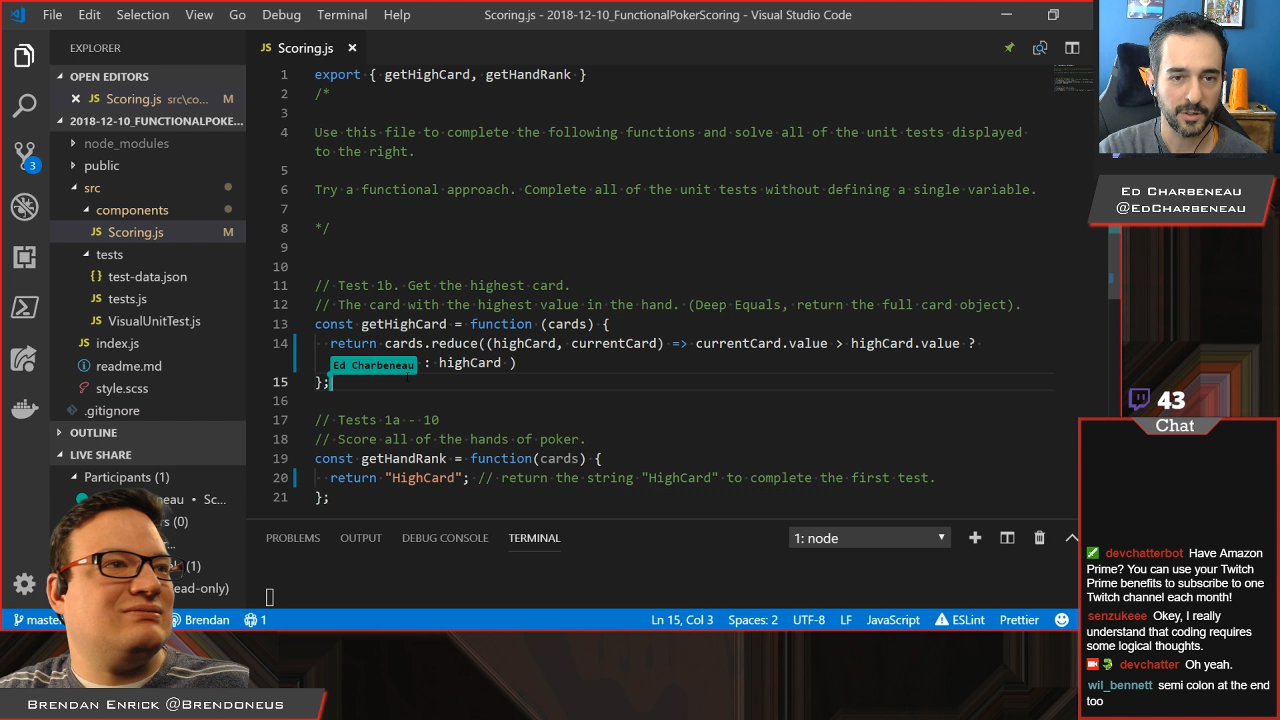 File Edit Selection View Go Debug Terminal Help
Scoring.js - 2018-12-10_FunctionalPokerScoring - Visual Studio Code
EXPLORER
OPEN EDITORS
JS Scoring.js src\co... M
2018-12-10_FUNCTIONALPOKE...
node_modules
public
src
components
JS Scoring.js M
tests
{} test-data.json
JS tests.js
JS VisualUnitTest.js
JS index.js
readme.md
style.scss
.gitignore
OUTLINE
LIVE SHARE
Participants (1)
Sc...
(0)
(1)
3
JS Scoring.js
1 export { getHighCard, getHandRank }
2 /*
3
4 Use this file to complete the following functions and solve all of the unit tests displayed
to the right.
5
6 Try a functional approach. Complete all of the unit tests without defining a single variable.
7
8 */
9
10
11 // Test 1b. Get the highest card.
12 // The card with the highest value in the hand. (Deep Equals, return the full card object).
13 const getHighCard = function (cards) {
14 return cards.reduce((highCard, currentCard) => currentCard.value > highCard.value ?
Ed Charbeneau : highCard )
15 };
16
17 // Tests 1a - 10
18 // Score all of the hands of poker.
19 const getHandRank = function(cards) {
20 return "HighCard"; // return the string "HighCard" to complete the first test.
21 };
PROBLEMS OUTPUT DEBUG CONSOLE TERMINAL
1: node
Brendan 1
Ln 15, Col 3 Spaces: 2 UTF-8 LF JavaScript ESLint Prettier
ED CHARBENEAU
@EDCHARBENEAU
43
Chat
devchatterbot Have Amazon
Prime? You can use your Twitch
Prime benefits to subscribe to one
Twitch channel each month!
senzukeee Okey, I really
understand that coding requires
some logical thoughts.
devchatter Oh yeah.
wil_bennett semi colon at the end
too
BRENDAN ENRICK @BRENDONEUS